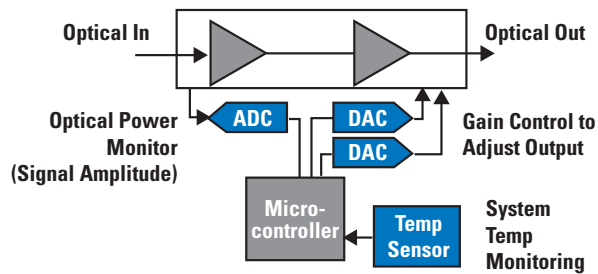 Optical In
Optical Out
Optical Power
Monitor
(Signal Amplitude)
ADC
DAC
DAC
Gain Control to
Adjust Output
Micro-
controller
Temp
Sensor
System
Temp
Monitoring